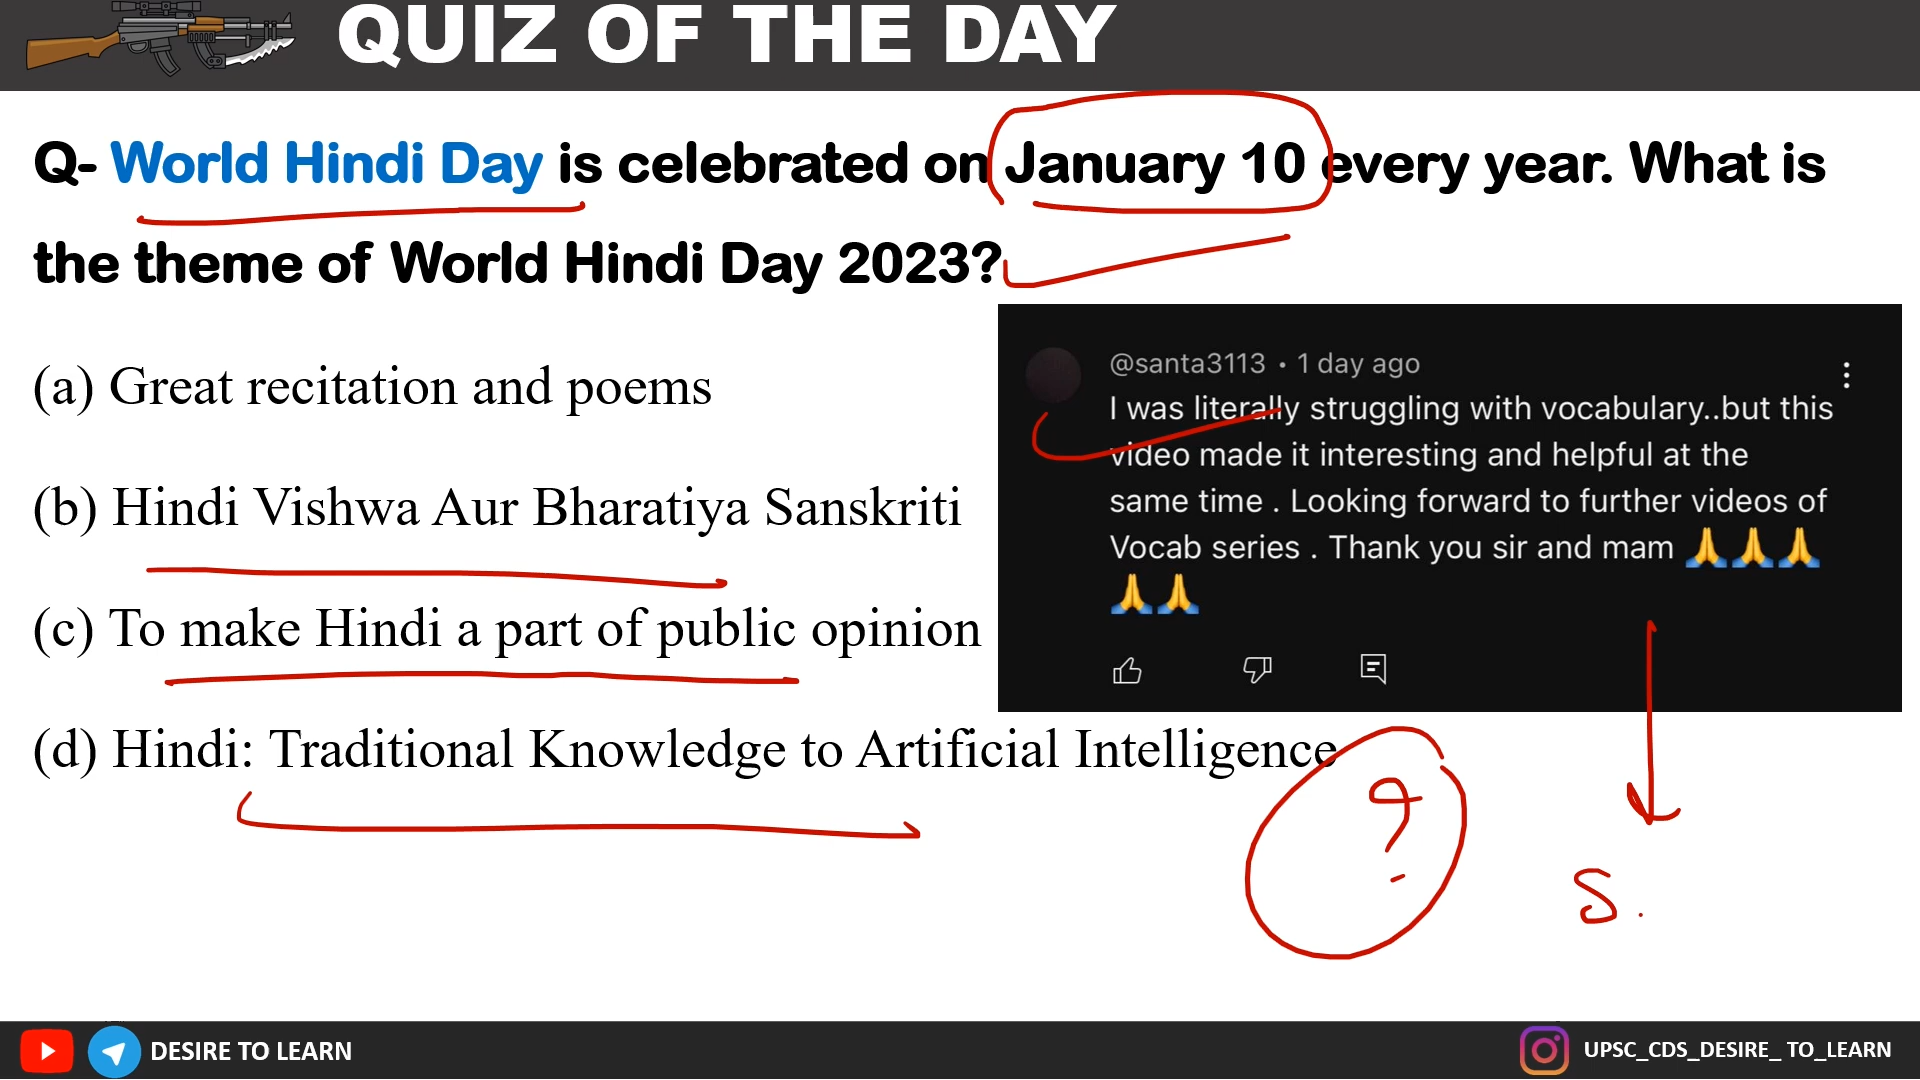 QUIZ OF THE DAY
Q- World Hindi Day is celebrated on January 10 every year. What is
the theme of World Hindi Day 2023?
(a) Great recitation and poems
(b) Hindi Vishwa Aur Bharatiya Sanskriti
(c) To make Hindi a part of public opinion
(d) Hindi: Traditional Knowledge to Artificial Intelligence
@santa3113 • 1 day ago
I was literally struggling with vocabulary..but this
video made it interesting and helpful at the
same time . Looking forward to further videos of
Vocab series . Thank you sir and mam 🙏🙏🙏
🙏🙏
?
S.
DESIRE TO LEARN
UPSC_CDS_DESIRE_ TO_LEARN